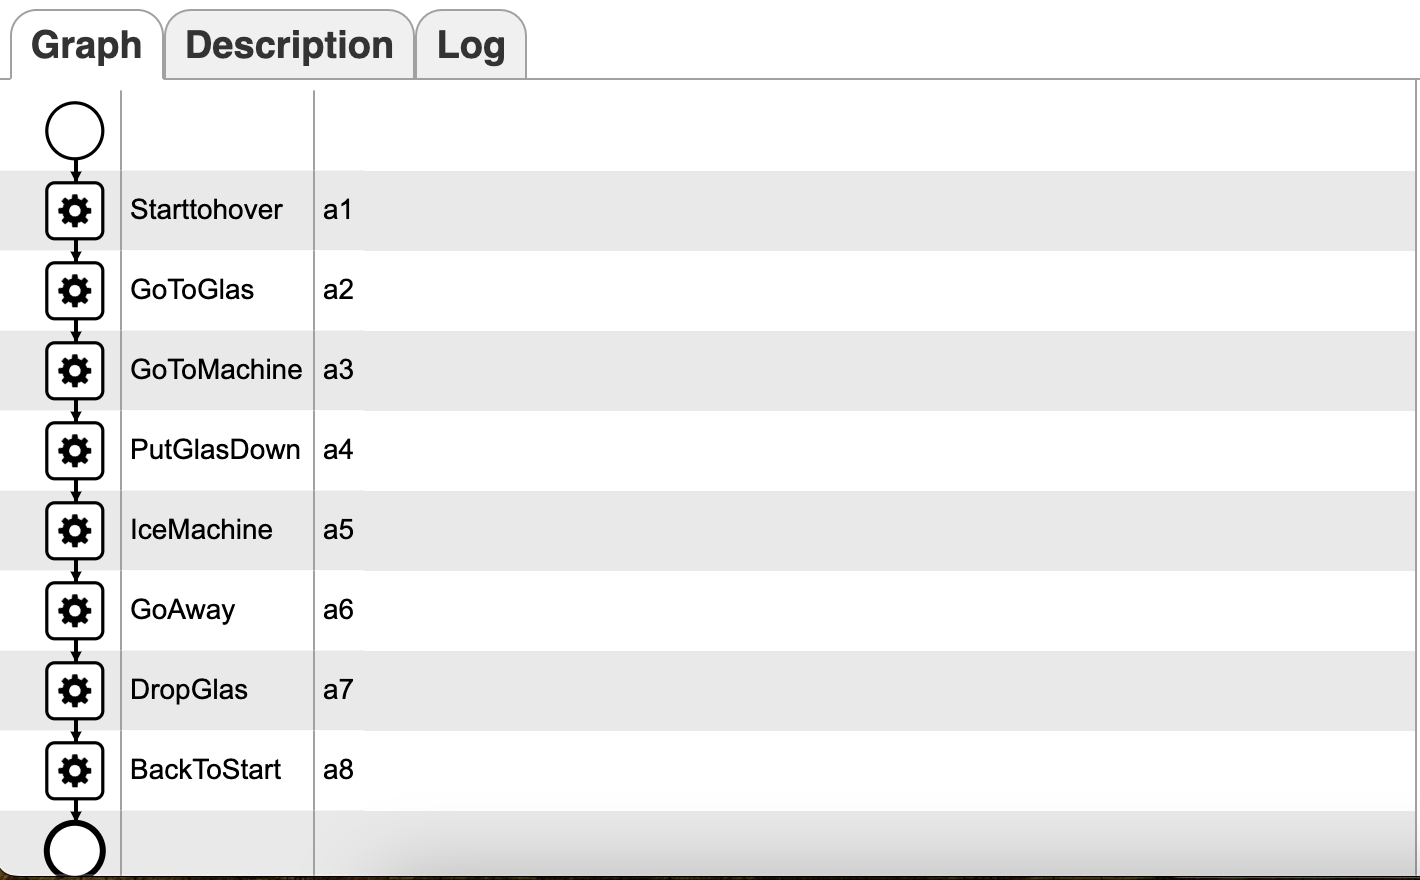 Graph Description Log
Starttohover a1
GoToGlas a2
GoToMachine a3
PutGlasDown a4
IceMachine a5
GoAway a6
DropGlas a7
BackToStart a8